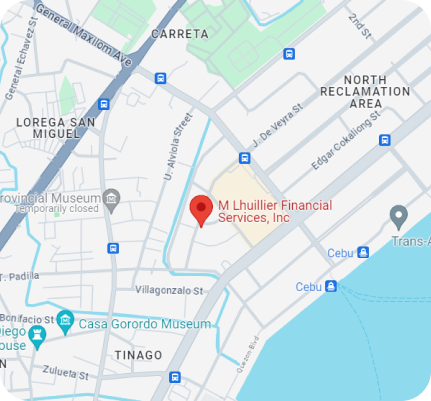 General Maxilom Ave
CARRETA
2nd St
General Echavez St
NORTH
RECLAMATION
AREA
LOREGA SAN
MIGUEL
U. Alviola Street
J. De Veyra St
Edgar Cokaliong St
rovincial Museum
Temporarily closed
M Lhuillier Financial
Services, Inc
Trans-A
Cebu
T. Padilla
Cebu
Villagonzalo St
Bonifacio St
Casa Gorordo Museum
Diego
ouse
Quezon Blvd
TINAGO
N
Zulueta St